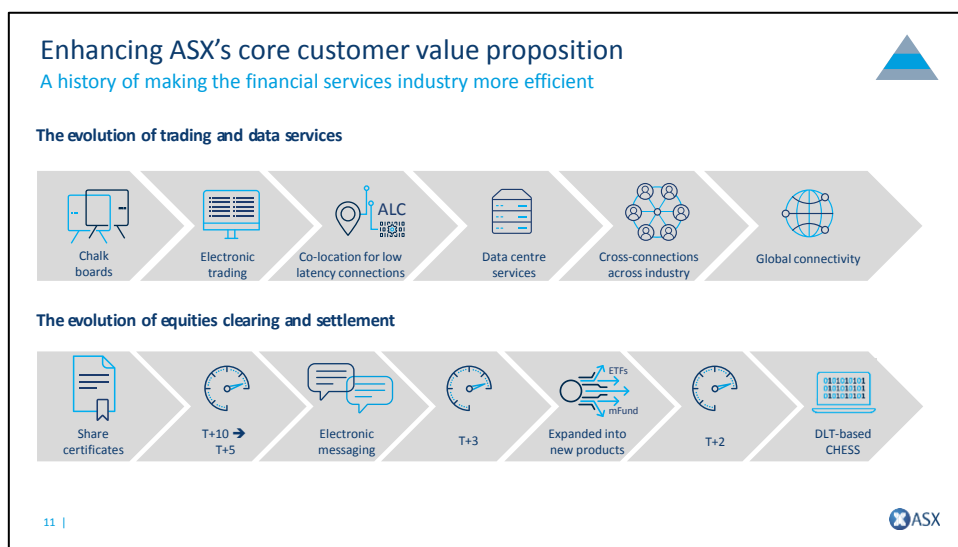 Enhancing ASX's core customer value proposition
A history of making the financial services industry more efficient
The evolution of trading and data services
ALC
Chalk
boards
Electronic
trading
Co-location for low
latency connections
Data centre
services
Cross-connections
across industry
Global connectivity
The evolution of equities clearing and settlement
Share
certificates
T+10 ➔
T+5
Electronic
messaging
T+3
ETFs
mFund
Expanded into
new products
T+2
0101010101
0101010101
0101010101
DLT-based
CHESS
11 |
ASX